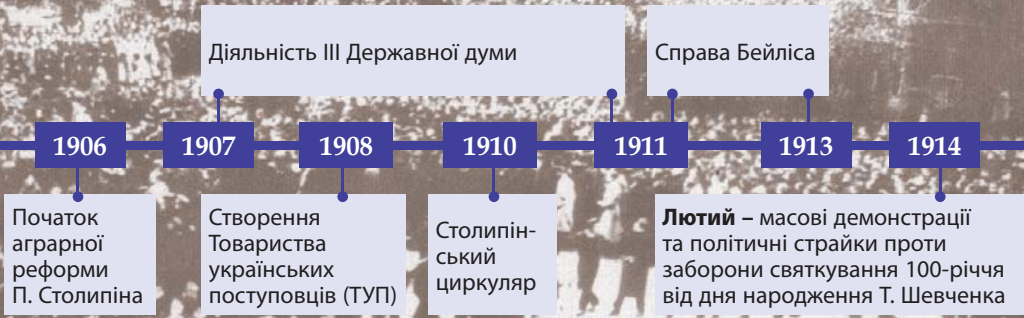 Діяльність ІІІ Державної думи
Справа Бейліса
1906
1907
1908
1910
1911
1913
1914
Початок
аграрної
реформи
П. Столипіна
Створення
Товариства
українських
поступовців (ТУП)
Столипін-
ський
циркуляр
Лютий – масові демонстрації
та політичні страйки проти
заборони святкування 100-річчя
від дня народження Т. Шевченка